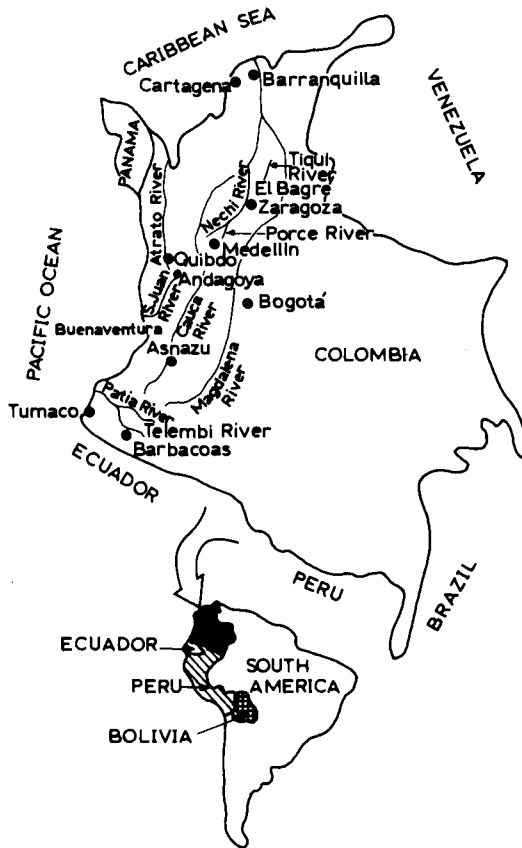 CARIBBEAN SEA
Cartagena
Barranquilla
VENEZUELA
PANAMA
Tiqui
River
El Bagre
Zaragoza
Nechi River
Porce River
Medellin
Atrato River
Quibdo
Andagoya
S.Juan
River
PACIFIC OCEAN
Buenaventura
Cauca
River
Bogotá
Asnazu
COLOMBIA
Magdalena
River
Patia River
Tumaco
Telembi River
Barbacoas
ECUADOR
PERU
BRAZIL
ECUADOR
SOUTH
AMERICA
PERU
BOLIVIA